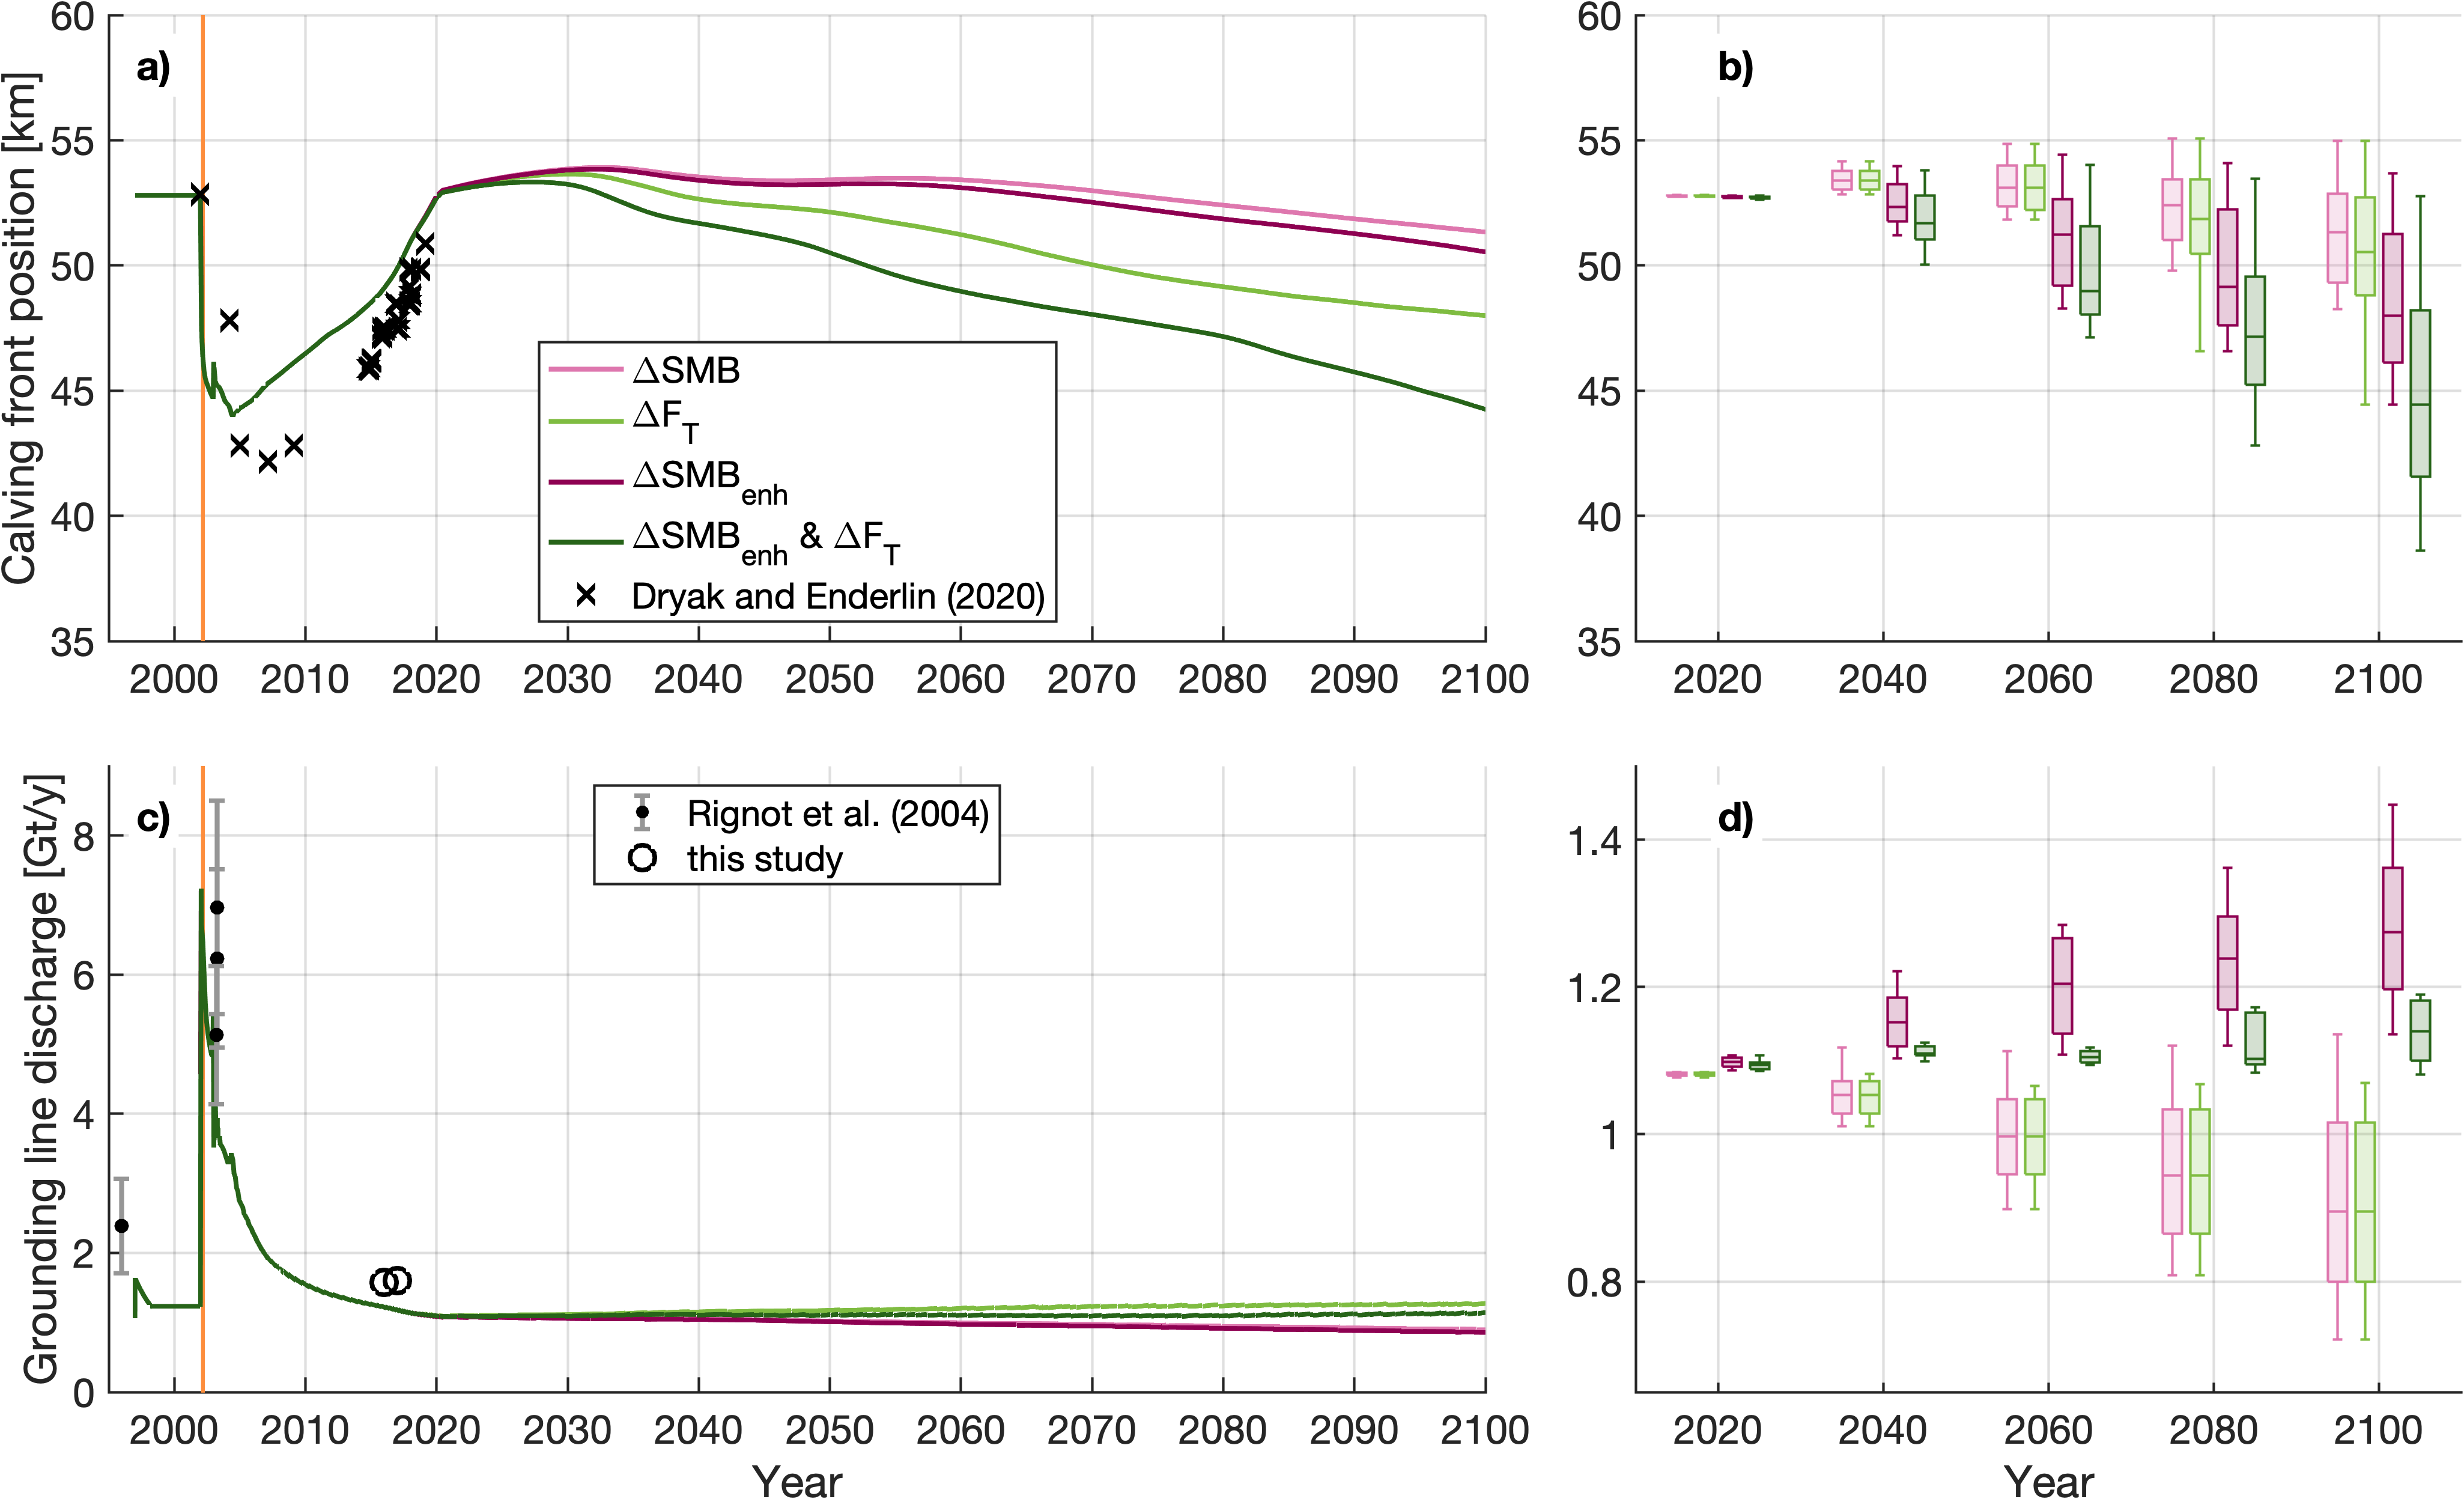 a)
60
55
50
45
40
35
Calving front position [km]
2000 2010 2020 2030 2040 2050 2060 2070 2080 2090 2100
ΔSMB
ΔF_T
ΔSMB_enh
ΔSMB_enh & ΔF_T
Dryak and Enderlin (2020)
b)
60
55
50
45
40
35
2020 2040 2060 2080 2100
c)
8
6
4
2
0
Grounding line discharge [Gt/y]
Rignot et al. (2004)
this study
2000 2010 2020 2030 2040 2050 2060 2070 2080 2090 2100
Year
d)
1.4
1.2
1
0.8
2020 2040 2060 2080 2100
Year